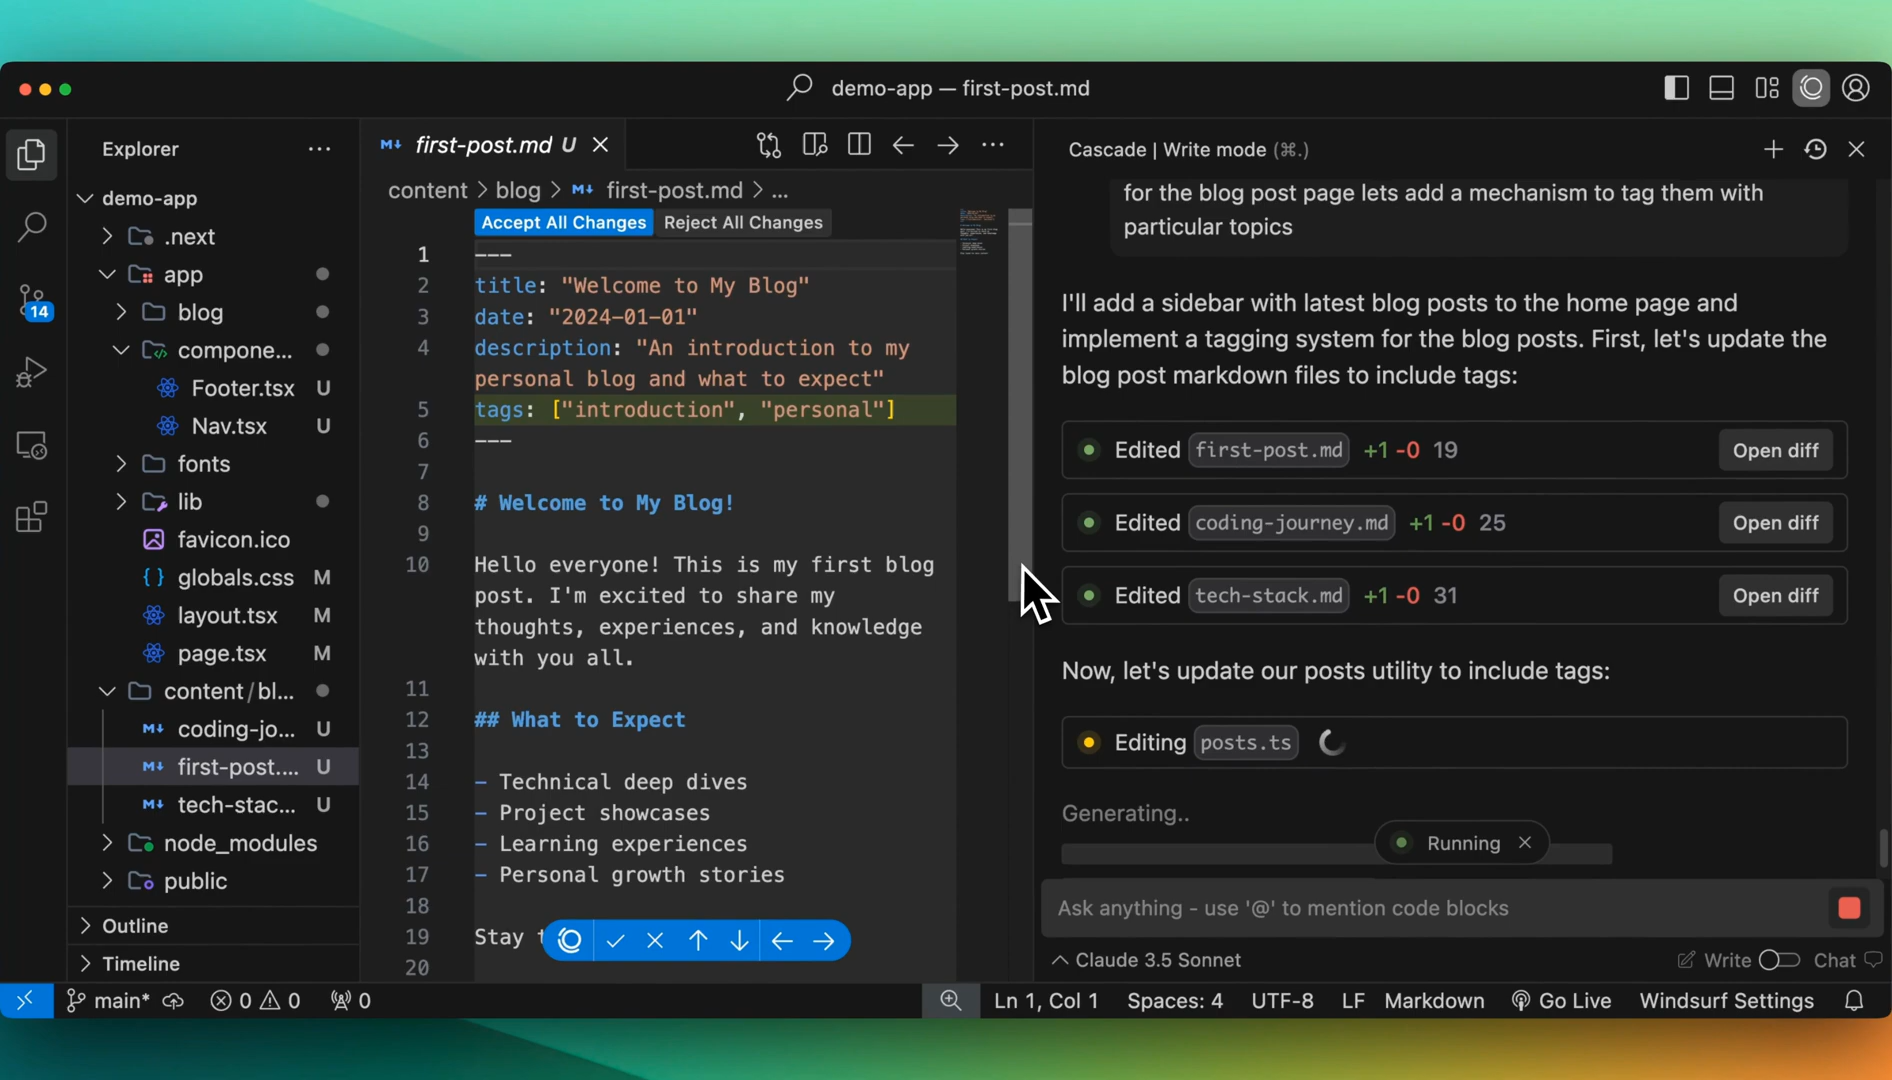 demo-app — first-post.md
Explorer
demo-app
.next
app
blog
compone...
Footer.tsx U
Nav.tsx U
fonts
lib
favicon.ico
globals.css M
layout.tsx M
page.tsx M
content/bl...
coding-jo... U
first-post.... U
tech-stac... U
node_modules
public
Outline
Timeline
14
first-post.md U
content > blog > first-post.md > ...
Accept All Changes Reject All Changes
1 ---
2 title: "Welcome to My Blog"
3 date: "2024-01-01"
4 description: "An introduction to my
personal blog and what to expect"
5 tags: ["introduction", "personal"]
6 ---
7
8 # Welcome to My Blog!
9
10 Hello everyone! This is my first blog
post. I'm excited to share my
thoughts, experiences, and knowledge
with you all.
11
12 ## What to Expect
13
14 - Technical deep dives
15 - Project showcases
16 - Learning experiences
17 - Personal growth stories
18
19 Stay
20
Cascade | Write mode (⌘.)
for the blog post page lets add a mechanism to tag them with
particular topics
I'll add a sidebar with latest blog posts to the home page and
implement a tagging system for the blog posts. First, let's update the
blog post markdown files to include tags:
Edited first-post.md +1 -0 19 Open diff
Edited coding-journey.md +1 -0 25 Open diff
Edited tech-stack.md +1 -0 31 Open diff
Now, let's update our posts utility to include tags:
Editing posts.ts
Generating..
Running
Ask anything - use '@' to mention code blocks
Claude 3.5 Sonnet Write Chat
main* 0 0 0 Ln 1, Col 1 Spaces: 4 UTF-8 LF Markdown Go Live Windsurf Settings